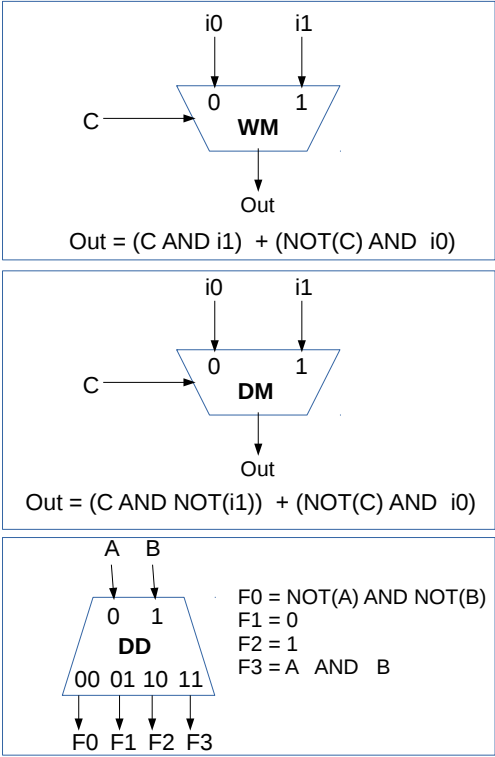 i0 i1
0 1
C
WM
Out
Out = (C AND i1) + (NOT(C) AND i0)
i0 i1
0 1
C
DM
Out
Out = (C AND NOT(i1)) + (NOT(C) AND i0)
A B
0 1
DD
00 01 10 11
F0 F1 F2 F3
F0 = NOT(A) AND NOT(B)
F1 = 0
F2 = 1
F3 = A AND B